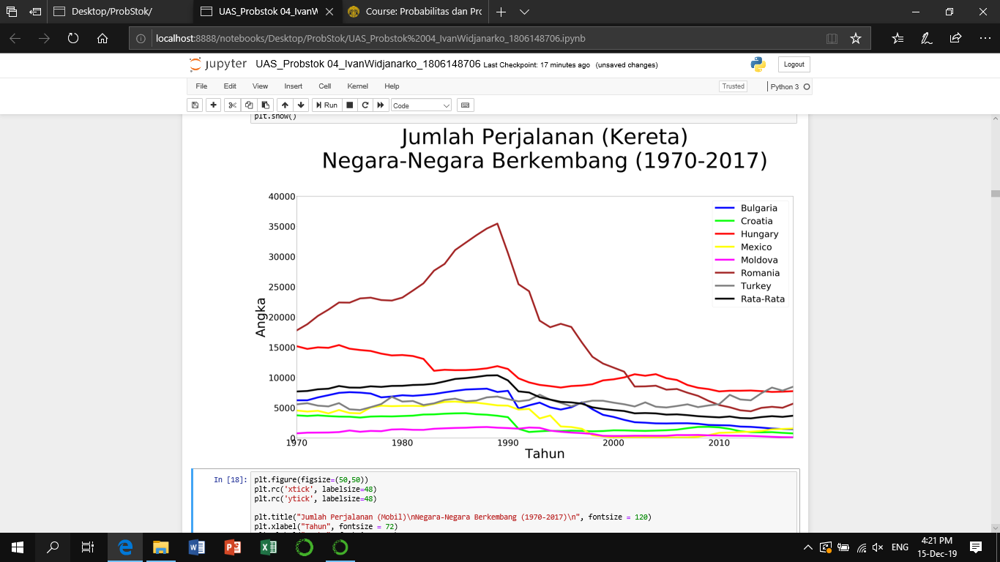 Desktop/ProbStok/
UAS_Probstok 04_IvanW
Course: Probabilitas dan Pro
localhost:8888/notebooks/Desktop/ProbStok/UAS_Probstok%2004_IvanWidjanarko_1806148706.ipynb
jupyter UAS_Probstok 04_IvanWidjanarko_1806148706 Last Checkpoint: 17 minutes ago (unsaved changes)
Logout
File Edit View Insert Cell Kernel Help
Trusted
Python 3
Run
Code
plt.show()
Jumlah Perjalanan (Kereta)
Negara-Negara Berkembang (1970-2017)
40000
35000
30000
25000
20000
15000
10000
5000
0
Angka
Bulgaria
Croatia
Hungary
Mexico
Moldova
Romania
Turkey
Rata-Rata
1970 1980 1990 2000 2010
Tahun
In [18]:
plt.figure(figsize=(50,50))
plt.rc('xtick', labelsize=48)
plt.rc('ytick', labelsize=48)
plt.title("Jumlah Perjalanan (Mobil)\nNegara-Negara Berkembang (1970-2017)\n", fontsize = 120)
plt.xlabel("Tahun", fontsize = 72)
ENG
4:21 PM
15-Dec-19